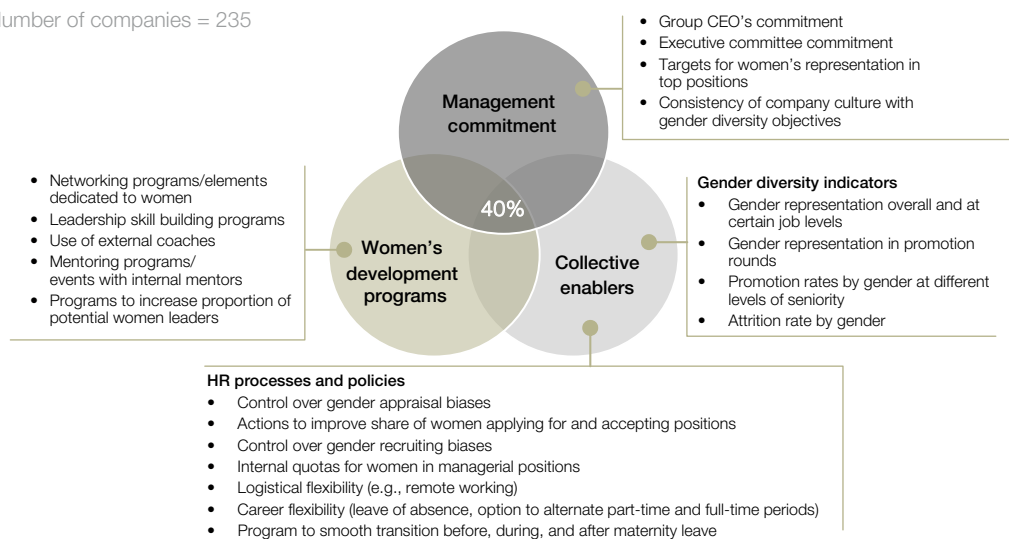 umber of companies = 235
• Group CEO's commitment
• Executive committee commitment
• Targets for women's representation in
top positions
• Consistency of company culture with
gender diversity objectives
Management
commitment
• Networking programs/elements
dedicated to women
• Leadership skill building programs
• Use of external coaches
• Mentoring programs/
events with internal mentors
• Programs to increase proportion of
potential women leaders
40%
Women's
development
programs
Collective
enablers
Gender diversity indicators
• Gender representation overall and at
certain job levels
• Gender representation in promotion
rounds
• Promotion rates by gender at different
levels of seniority
• Attrition rate by gender
HR processes and policies
• Control over gender appraisal biases
• Actions to improve share of women applying for and accepting positions
• Control over gender recruiting biases
• Internal quotas for women in managerial positions
• Logistical flexibility (e.g., remote working)
• Career flexibility (leave of absence, option to alternate part-time and full-time periods)
• Program to smooth transition before, during, and after maternity leave